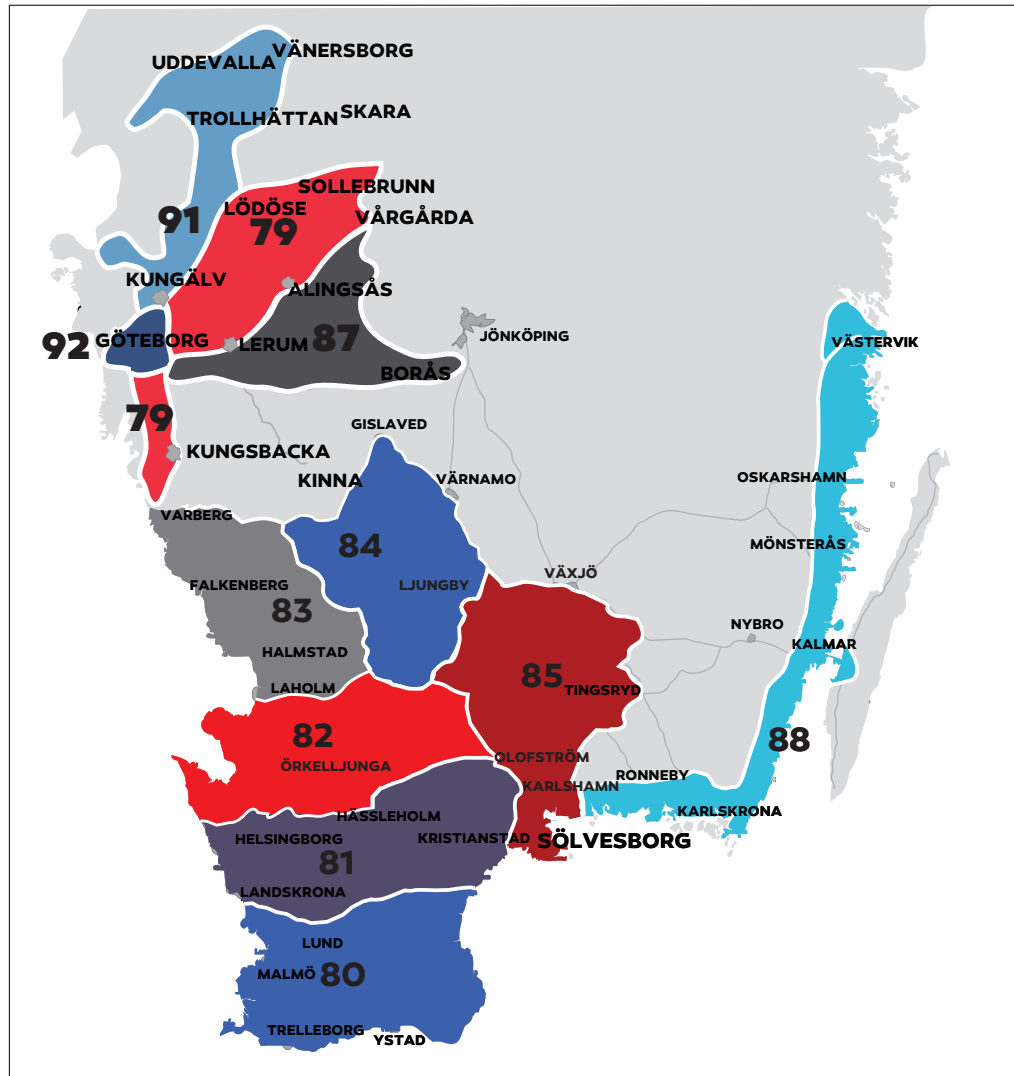 VÄNERSBORG
UDDEVALLA
SKARA
TROLLHÄTTAN
SOLLEBRUNN
LÖDÖSE
VÅRGÅRDA
91
79
KUNGÄLV
ALINGSÅS
92
GÖTEBORG
LERUM
87
JÖNKÖPING
VÄSTERVIK
BORÅS
79
GISLAVED
KUNGSBACKA
KINNA
VÄRNAMO
OSKARSHAMN
VARBERG
84
MÖNSTERÅS
FALKENBERG
LJUNGBY
VÄXJÖ
83
NYBRO
HALMSTAD
KALMAR
LAHOLM
85
TINGSRYD
82
88
ÖRKELLJUNGA
OLOFSTRÖM
RONNEBY
KARLSHAMN
HÄSSLEHOLM
KARLSKRONA
HELSINGBORG
KRISTIANSTAD
SÖLVESBORG
81
LANDSKRONA
LUND
MALMÖ
80
TRELLEBORG
YSTAD